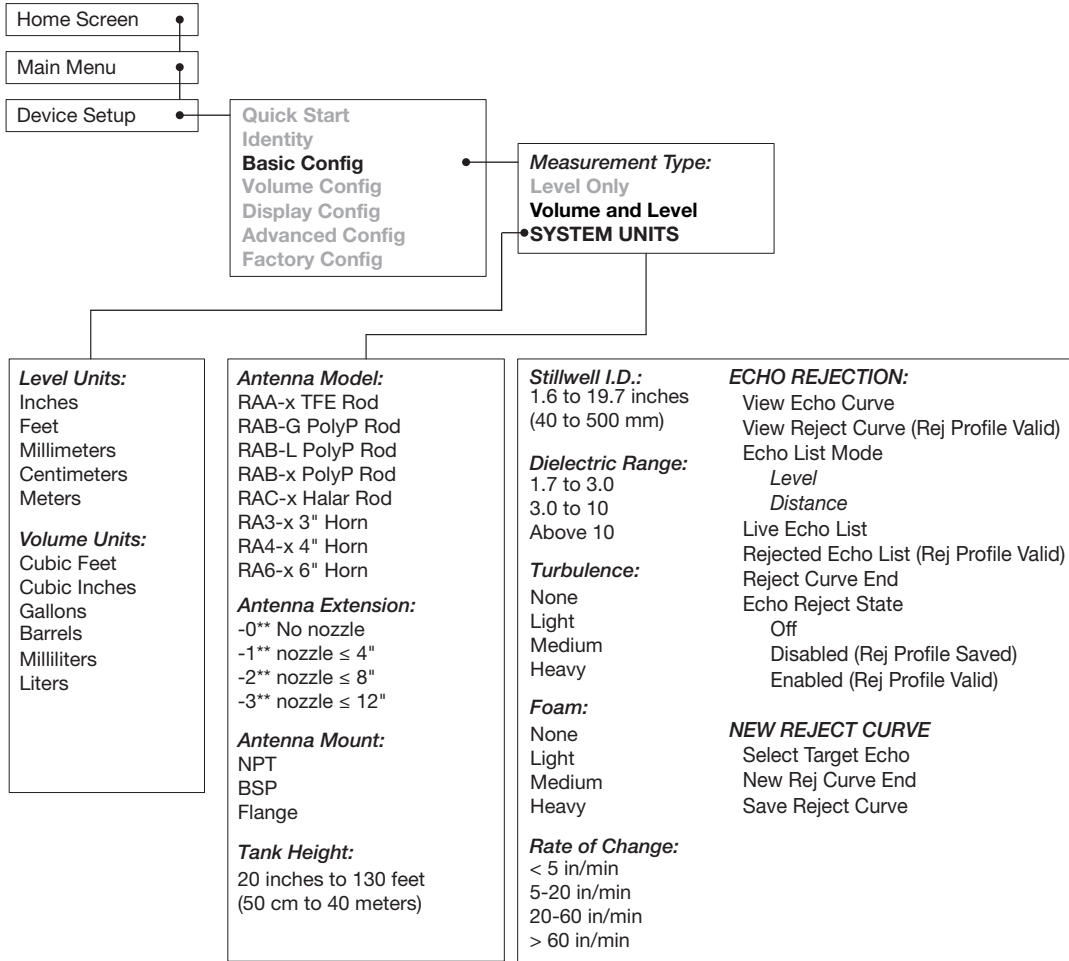 Home Screen
Main Menu
Device Setup
Quick Start
Identity
Basic Config
Volume Config
Display Config
Advanced Config
Factory Config
Measurement Type:
Level Only
Volume and Level
SYSTEM UNITS
Level Units:
Inches
Feet
Millimeters
Centimeters
Meters
Volume Units:
Cubic Feet
Cubic Inches
Gallons
Barrels
Milliliters
Liters
Antenna Model:
RAA-x TFE Rod
RAB-G PolyP Rod
RAB-L PolyP Rod
RAB-x PolyP Rod
RAC-x Halar Rod
RA3-x 3" Horn
RA4-x 4" Horn
RA6-x 6" Horn
Antenna Extension:
-0** No nozzle
-1** nozzle ≤ 4"
-2** nozzle ≤ 8"
-3** nozzle ≤ 12"
Antenna Mount:
NPT
BSP
Flange
Tank Height:
20 inches to 130 feet
(50 cm to 40 meters)
Stillwell I.D.:
1.6 to 19.7 inches
(40 to 500 mm)
Dielectric Range:
1.7 to 3.0
3.0 to 10
Above 10
Turbulence:
None
Light
Medium
Heavy
Foam:
None
Light
Medium
Heavy
Rate of Change:
< 5 in/min
5-20 in/min
20-60 in/min
> 60 in/min
ECHO REJECTION:
View Echo Curve
View Reject Curve (Rej Profile Valid)
Echo List Mode
Level
Distance
Live Echo List
Rejected Echo List (Rej Profile Valid)
Reject Curve End
Echo Reject State
Off
Disabled (Rej Profile Saved)
Enabled (Rej Profile Valid)
NEW REJECT CURVE
Select Target Echo
New Rej Curve End
Save Reject Curve